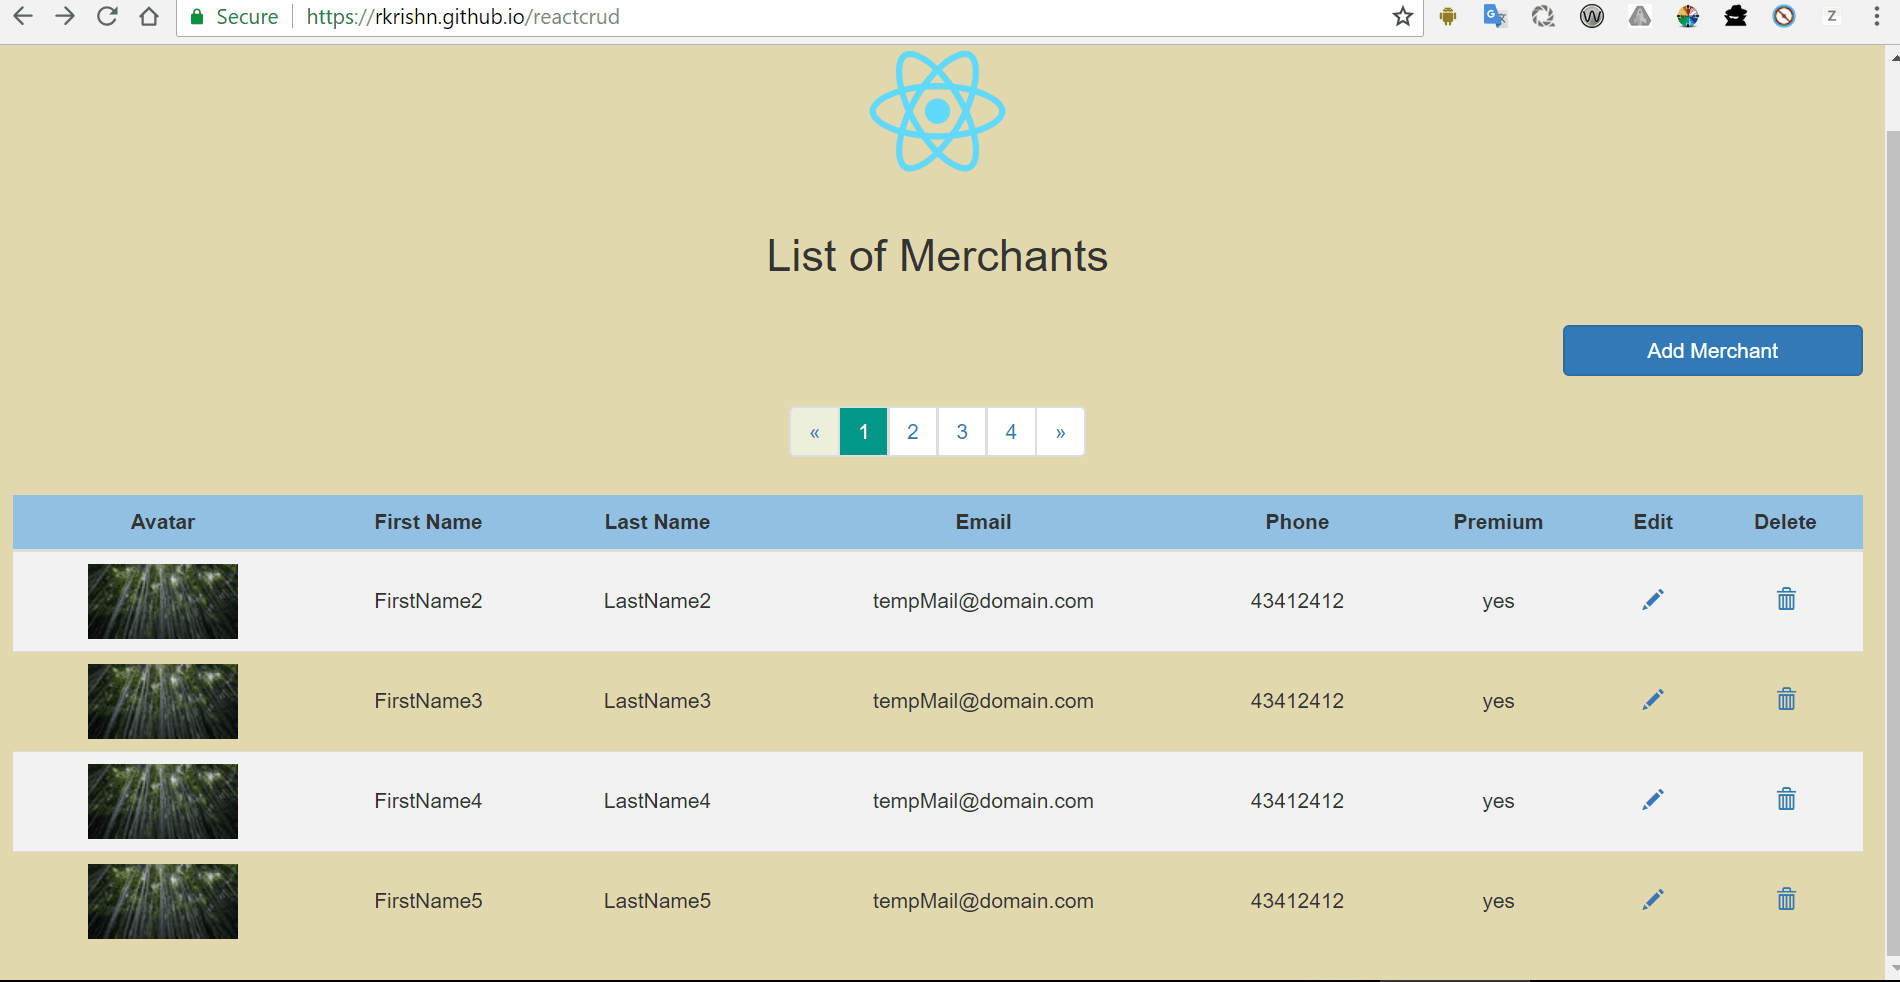 Secure https://rkrishn.github.io/reactcrud
List of Merchants
Add Merchant
« 1 2 3 4 »
Avatar First Name Last Name Email Phone Premium Edit Delete
FirstName2 LastName2 tempMail@domain.com 43412412 yes
FirstName3 LastName3 tempMail@domain.com 43412412 yes
FirstName4 LastName4 tempMail@domain.com 43412412 yes
FirstName5 LastName5 tempMail@domain.com 43412412 yes